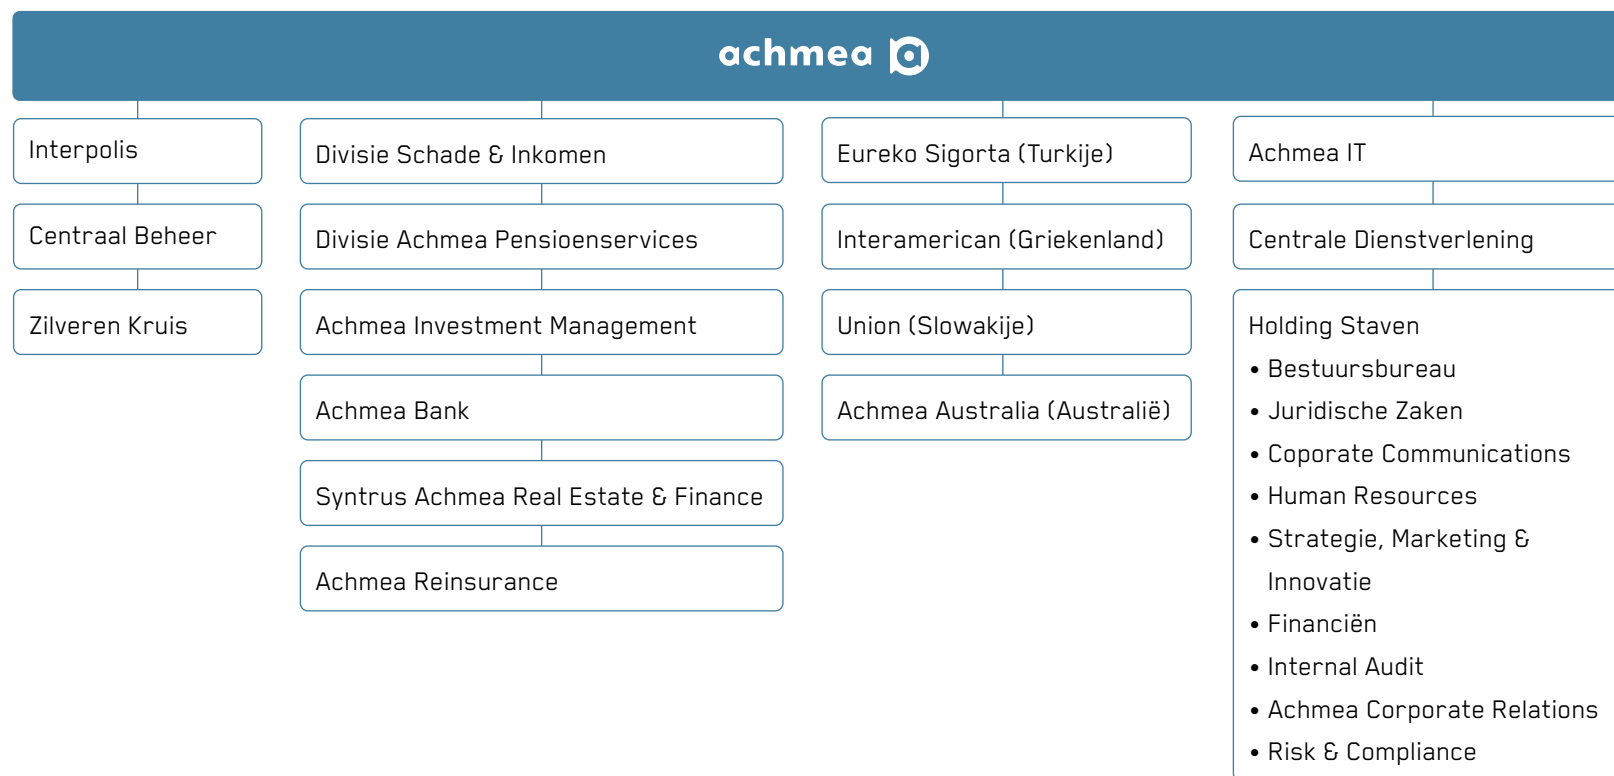 achmea
Interpolis
Centraal Beheer
Zilveren Kruis
Divisie Schade & Inkomen
Divisie Achmea Pensioenservices
Achmea Investment Management
Achmea Bank
Syntrus Achmea Real Estate & Finance
Achmea Reinsurance
Eureko Sigorta (Turkije)
Interamerican (Griekenland)
Union (Slowakije)
Achmea Australia (Australië)
Achmea IT
Centrale Dienstverlening
Holding Staven
• Bestuursbureau
• Juridische Zaken
• Coporate Communications
• Human Resources
• Strategie, Marketing &
Innovatie
• Financiën
• Internal Audit
• Achmea Corporate Relations
• Risk & Compliance